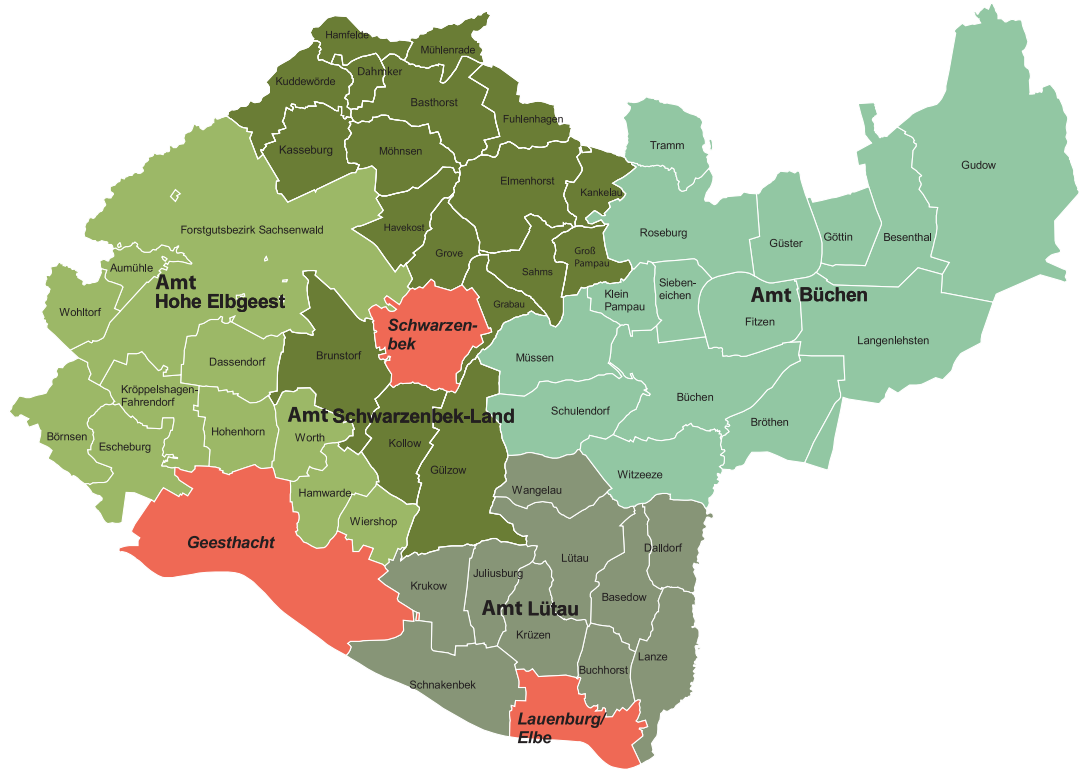 Hamfelde
Mühlenrade
Dahmker
Kuddewörde
Basthorst
Fuhlenhagen
Kasseburg
Möhnsen
Tramm
Gudow
Elmenhorst
Kankelau
Forstgutsbezirk Sachsenwald
Havekost
Roseburg
Göttin
Besenthal
Güster
Grove
Groß
Pampau
Aumühle
Sahms
Amt
Hohe Elbgeest
Sieben-
eichen
Klein
Pampau
Amt Büchen
Grabau
Wohltorf
Fitzen
Schwarzen-
bek
Langenlehsten
Brunstorf
Müssen
Dassendorf
Kröppelshagen-
Fahrendorf
Büchen
Schulendorf
Amt Schwarzenbek-Land
Bröthen
Börnsen
Hohenhorn
Worth
Kollow
Escheburg
Gülzow
Witzeeze
Hamwarde
Wangelau
Wiershop
Geesthacht
Dalldorf
Lütau
Juliusburg
Krukow
Basedow
Amt Lütau
Krüzen
Lanze
Buchhorst
Schnakenbek
Lauenburg/
Elbe